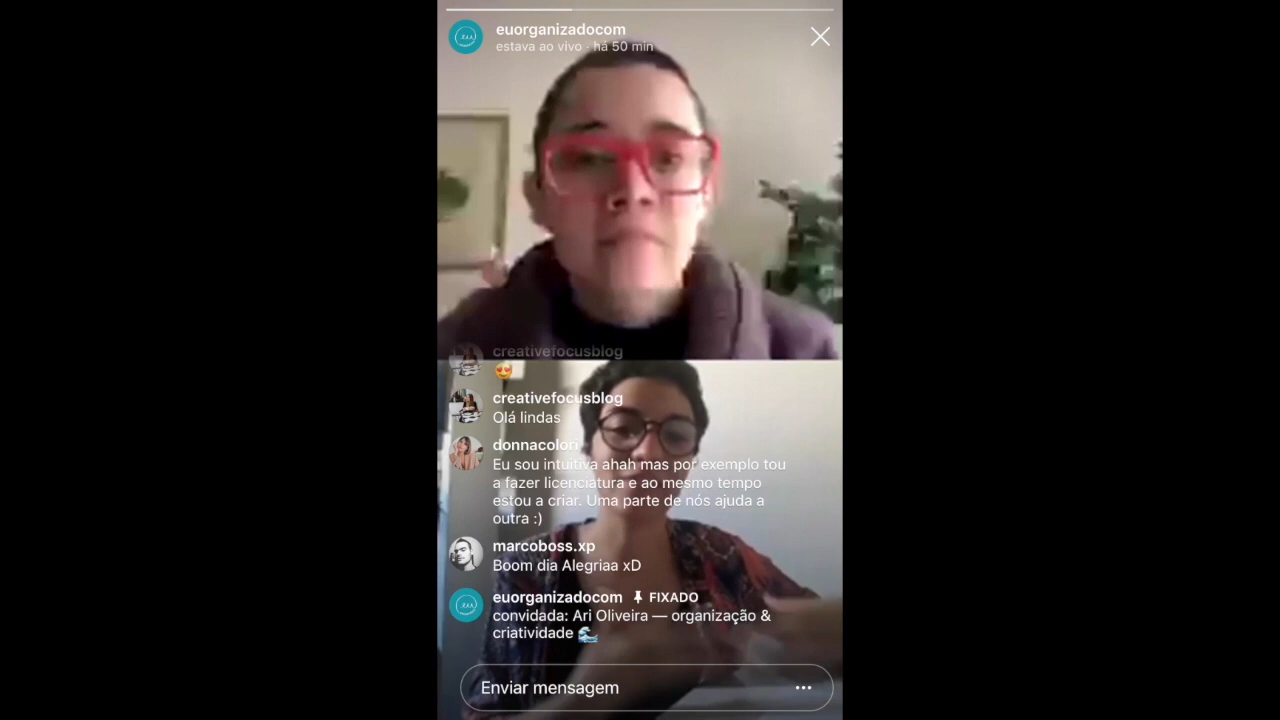 euorganizadocom
estava ao vivo · há 50 min
creativefocusblog
😍
creativefocusblog
Olá lindas
donnacolori
Eu sou intuitiva ahah mas por exemplo tou
a fazer licenciatura e ao mesmo tempo
estou a criar. Uma parte de nós ajuda a
outra :)
marcoboss.xp
Boom dia Alegriaa xD
euorganizadocom FIXADO
convidada: Ari Oliveira — organização &
criatividade 🌊
Enviar mensagem